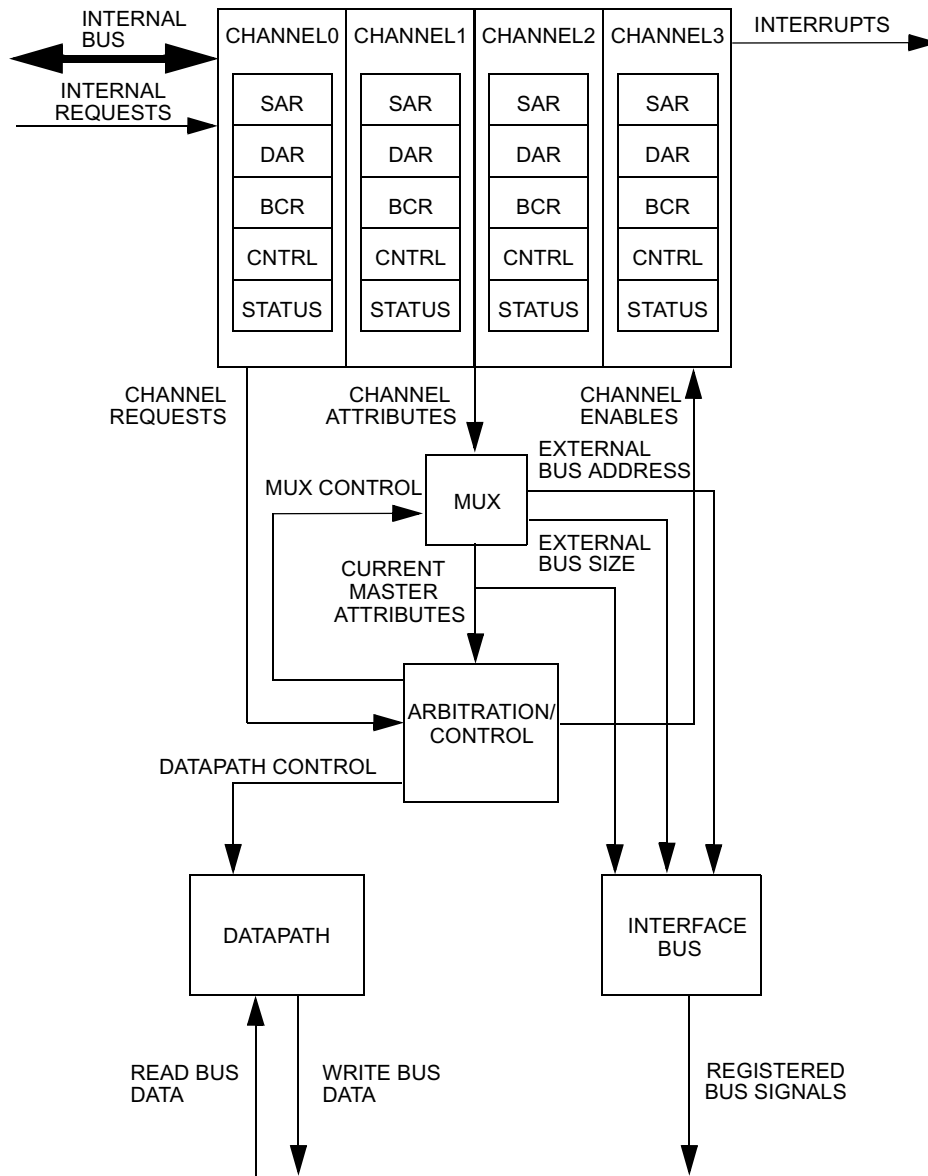 INTERNAL
BUS
CHANNEL0
CHANNEL1
CHANNEL2
CHANNEL3
INTERRUPTS
INTERNAL
REQUESTS
SAR
SAR
SAR
SAR
DAR
DAR
DAR
DAR
BCR
BCR
BCR
BCR
CNTRL
CNTRL
CNTRL
CNTRL
STATUS
STATUS
STATUS
STATUS
CHANNEL
REQUESTS
CHANNEL
ATTRIBUTES
CHANNEL
ENABLES
EXTERNAL
BUS ADDRESS
MUX CONTROL
MUX
EXTERNAL
BUS SIZE
CURRENT
MASTER
ATTRIBUTES
ARBITRATION/
CONTROL
DATAPATH CONTROL
DATAPATH
INTERFACE
BUS
READ BUS
DATA
WRITE BUS
DATA
REGISTERED
BUS SIGNALS